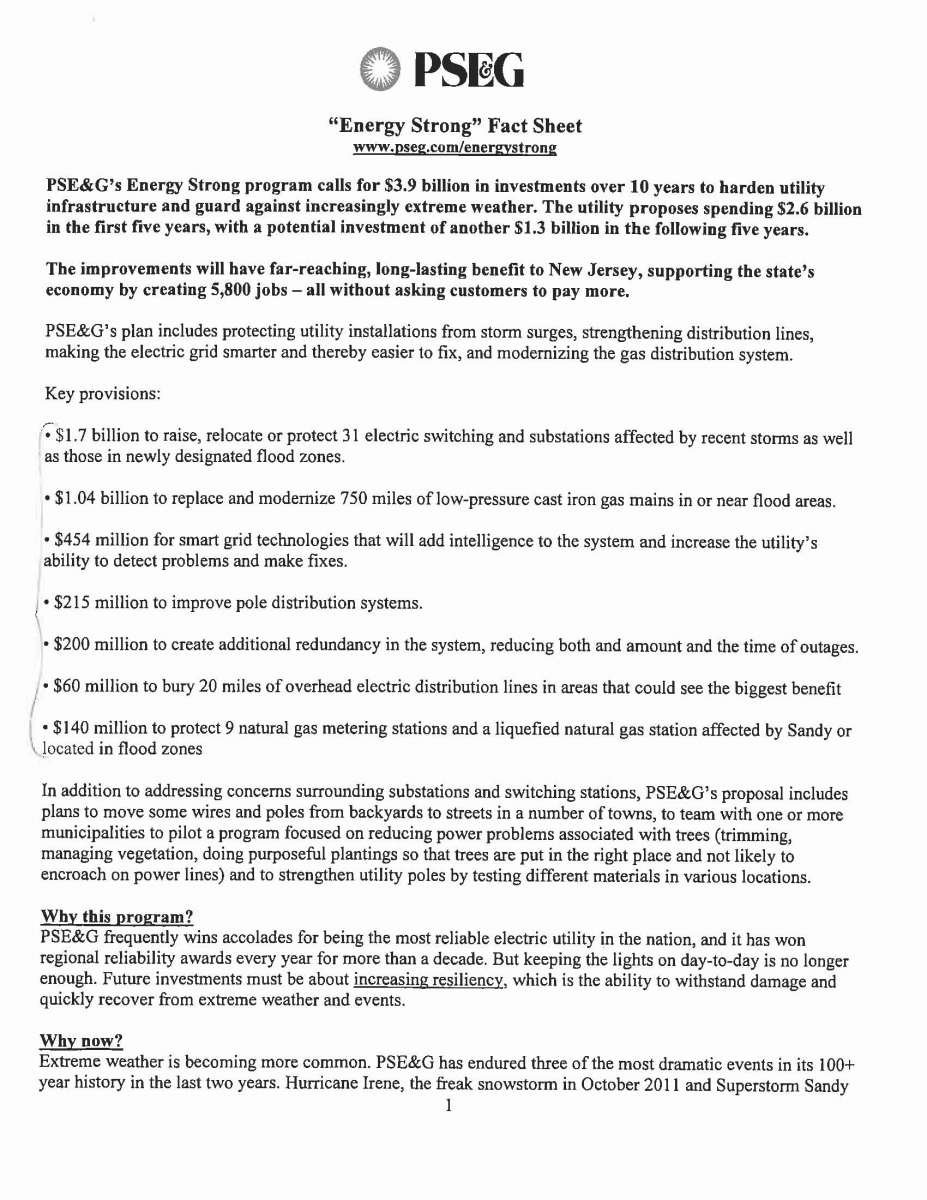 PSE&G
“Energy Strong” Fact Sheet
www.pseg.com/energystrong
PSE&G’s Energy Strong program calls for $3.9 billion in investments over 10 years to harden utility
infrastructure and guard against increasingly extreme weather. The utility proposes spending $2.6 billion
in the first five years, with a potential investment of another $1.3 billion in the following five years.
The improvements will have far-reaching, long-lasting benefit to New Jersey, supporting the state’s
economy by creating 5,800 jobs – all without asking customers to pay more.
PSE&G’s plan includes protecting utility installations from storm surges, strengthening distribution lines,
making the electric grid smarter and thereby easier to fix, and modernizing the gas distribution system.
Key provisions:
• $1.7 billion to raise, relocate or protect 31 electric switching and substations affected by recent storms as well
as those in newly designated flood zones.
• $1.04 billion to replace and modernize 750 miles of low-pressure cast iron gas mains in or near flood areas.
• $454 million for smart grid technologies that will add intelligence to the system and increase the utility’s
ability to detect problems and make fixes.
• $215 million to improve pole distribution systems.
• $200 million to create additional redundancy in the system, reducing both and amount and the time of outages.
• $60 million to bury 20 miles of overhead electric distribution lines in areas that could see the biggest benefit
• $140 million to protect 9 natural gas metering stations and a liquefied natural gas station affected by Sandy or
located in flood zones
In addition to addressing concerns surrounding substations and switching stations, PSE&G’s proposal includes
plans to move some wires and poles from backyards to streets in a number of towns, to team with one or more
municipalities to pilot a program focused on reducing power problems associated with trees (trimming,
managing vegetation, doing purposeful plantings so that trees are put in the right place and not likely to
encroach on power lines) and to strengthen utility poles by testing different materials in various locations.
Why this program?
PSE&G frequently wins accolades for being the most reliable electric utility in the nation, and it has won
regional reliability awards every year for more than a decade. But keeping the lights on day-to-day is no longer
enough. Future investments must be about increasing resiliency, which is the ability to withstand damage and
quickly recover from extreme weather and events.
Why now?
Extreme weather is becoming more common. PSE&G has endured three of the most dramatic events in its 100+
year history in the last two years. Hurricane Irene, the freak snowstorm in October 2011 and Superstorm Sandy
1